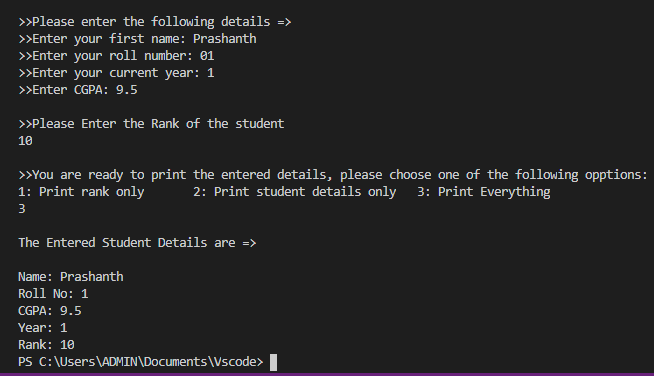 >>Please enter the following details =>
>>Enter your first name: Prashanth
>>Enter your roll number: 01
>>Enter your current year: 1
>>Enter CGPA: 9.5
>>Please Enter the Rank of the student
10
>>You are ready to print the entered details, please choose one of the following opptions:
1: Print rank only 2: Print student details only 3: Print Everything
3
The Entered Student Details are =>
Name: Prashanth
Roll No: 1
CGPA: 9.5
Year: 1
Rank: 10
PS C:\Users\ADMIN\Documents\Vscode>